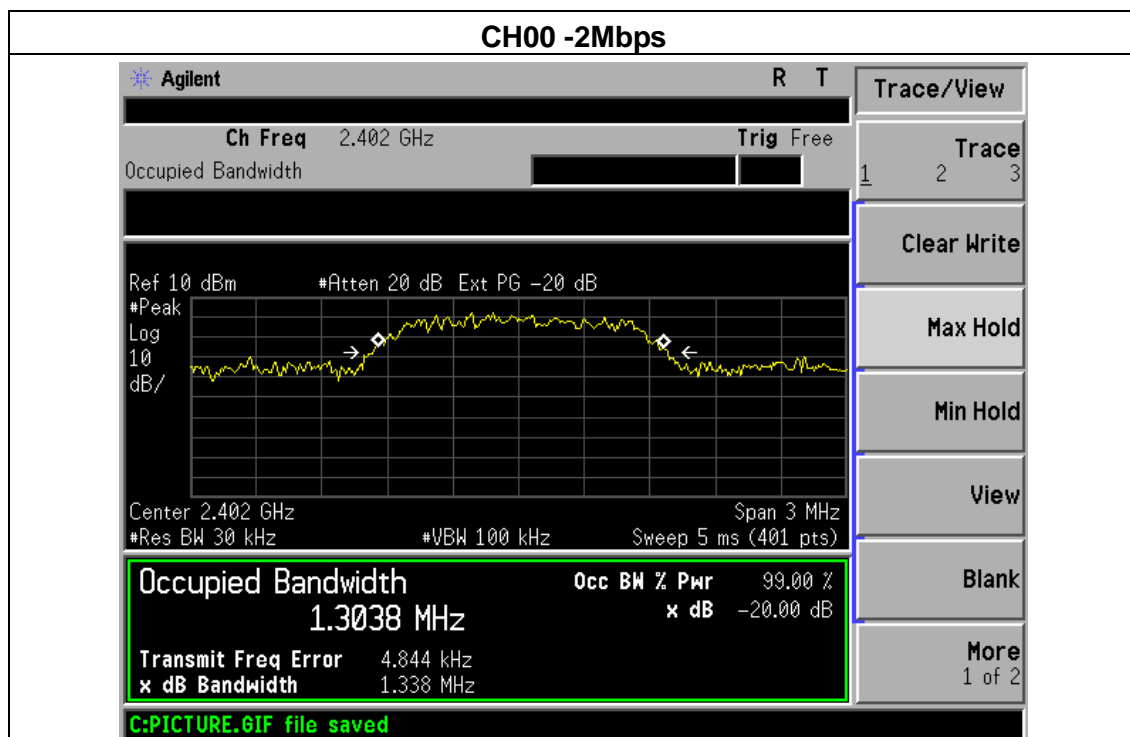 CH00 -2Mbps
Agilent R T
Trace/View
Ch Freq 2.402 GHz Trig Free
Occupied Bandwidth
Trace
1 2 3
Clear Write
Ref 10 dBm #Atten 20 dB Ext PG -20 dB
#Peak
Log
10
dB/
Max Hold
Min Hold
View
Center 2.402 GHz Span 3 MHz
#Res BW 30 kHz #VBW 100 kHz Sweep 5 ms (401 pts)
Occupied Bandwidth Occ BW % Pwr 99.00 %
1.3038 MHz x dB -20.00 dB
Blank
Transmit Freq Error 4.844 kHz
x dB Bandwidth 1.338 MHz
More
1 of 2
C:PICTURE.GIF file saved